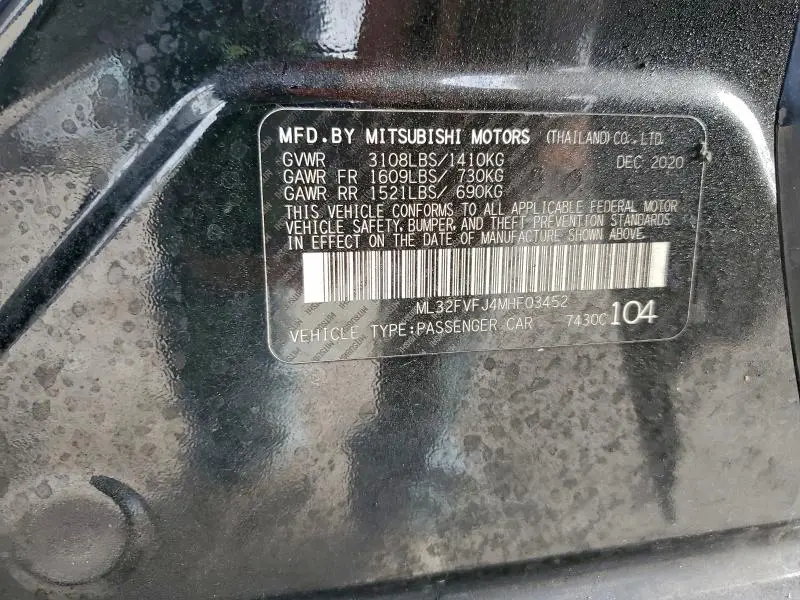 MFD. BY MITSUBISHI MOTORS (THAILAND) CO., LTD.
DEC 2020
GVWR 3108LBS/1410KG
GAWR FR 1609LBS/ 730KG
GAWR RR 1521LBS/ 690KG
THIS VEHICLE CONFORMS TO ALL APPLICABLE FEDERAL MOTOR
VEHICLE SAFETY, BUMPER, AND THEFT PREVENTION STANDARDS
IN EFFECT ON THE DATE OF MANUFACTURE SHOWN ABOVE.
ML32FVFJ4MHF03452
VEHICLE TYPE:PASSENGER CAR 7430C 104